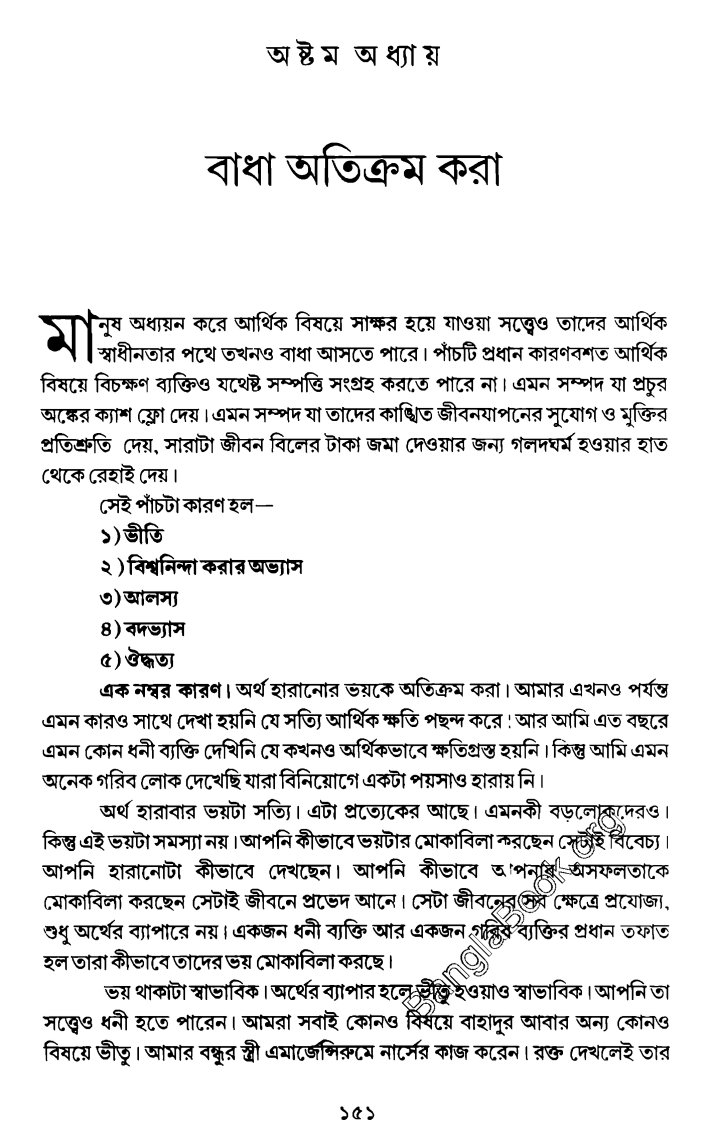 অষ্টম অধ্যায়
বাধা অতিক্রম করা
মানুষ অধ্যয়ন করে আর্থিক বিষয়ে সাক্ষর হয়ে যাওয়া সত্ত্বেও তাদের আর্থিক
স্বাধীনতার পথে তখনও বাধা আসতে পারে। পাঁচটি প্রধান কারণবশত আর্থিক
বিষয়ে বিচক্ষণ ব্যক্তিও যথেষ্ট সম্পত্তি সংগ্রহ করতে পারে না। এমন সম্পদ যা প্রচুর
অঙ্কের ক্যাশ ফ্লো দেয়। এমন সম্পদ যা তাদের কাঙ্খিত জীবনযাপনের সুযোগ ও মুক্তির
প্রতিশ্রুতি দেয়, সারাটা জীবন বিলের টাকা জমা দেওয়ার জন্য গলদঘর্ম হওয়ার হাত
থেকে রেহাই দেয়।
সেই পাঁচটা কারণ হল—
১) ভীতি
২) বিশ্বনিন্দা করার অভ্যাস
৩) আলস্য
৪) বদভ্যাস
৫) ঔদ্ধত্য
এক নম্বর কারণ। অর্থ হারানোর ভয়কে অতিক্রম করা। আমার এখনও পর্যন্ত
এমন কারও সাথে দেখা হয়নি যে সত্যি আর্থিক ক্ষতি পছন্দ করে! আর আমি এত বছরে
এমন কোন ধনী ব্যক্তি দেখিনি যে কখনও অর্থিকভাবে ক্ষতিগ্রস্ত হয়নি। কিন্তু আমি এমন
অনেক গরিব লোক দেখেছি যারা বিনিয়োগে একটা পয়সাও হারায় নি।
অর্থ হারাবার ভয়টা সত্যি। এটা প্রত্যেকের আছে। এমনকী বড়লোকদেরও।
কিন্তু এই ভয়টা সমস্যা নয়। আপনি কীভাবে ভয়টার মোকাবিলা করছেন সেটাই বিবেচ্য।
আপনি হারানোটা কীভাবে দেখছেন। আপনি কীভাবে আপনার অসফলতাকে
মোকাবিলা করছেন সেটাই জীবনে প্রভেদ আনে। সেটা জীবনের সব ক্ষেত্রে প্রযোজ্য,
শুধু অর্থের ব্যাপারে নয়। একজন ধনী ব্যক্তি আর একজন গরিব ব্যক্তির প্রধান তফাত
হল তারা কীভাবে তাদের ভয় মোকাবিলা করছে।
ভয় থাকাটা স্বাভাবিক। অর্থের ব্যাপার হলে ভীতু হওয়াও স্বাভাবিক। আপনি তা
সত্ত্বেও ধনী হতে পারেন। আমরা সবাই কোনও বিষয়ে বাহাদুর আবার অন্য কোনও
বিষয়ে ভীতু। আমার বন্ধুর স্ত্রী এমার্জেন্সিরুমে নার্সের কাজ করেন। রক্ত দেখলেই তার
BanglaBook.org
১৫১